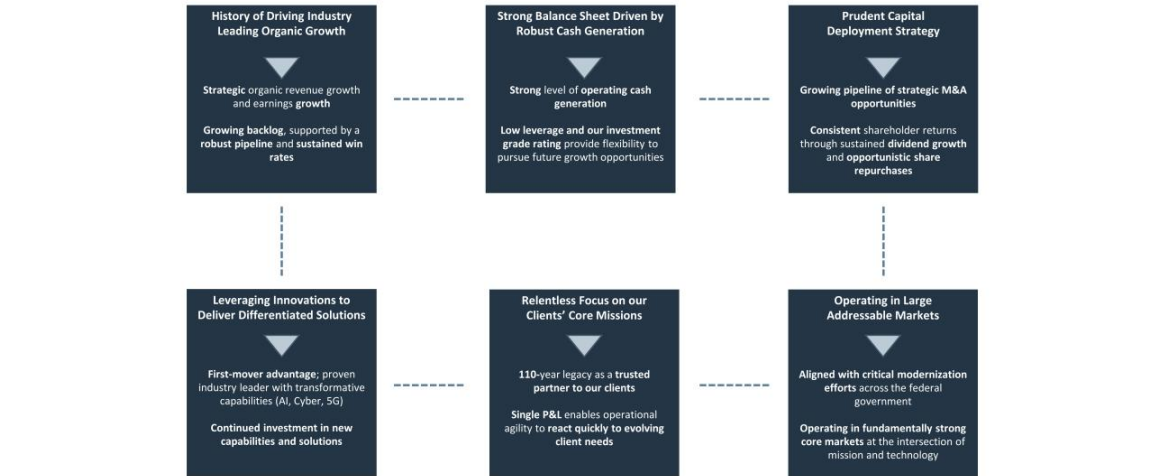 History of Driving Industry
Leading Organic Growth
Strategic organic revenue growth
and earnings growth
Growing backlog, supported by a
robust pipeline and sustained win
rates
Strong Balance Sheet Driven by
Robust Cash Generation
Strong level of operating cash
generation
Low leverage and our investment
grade rating provide flexibility to
pursue future growth opportunities
Prudent Capital
Deployment Strategy
Growing pipeline of strategic M&A
opportunities
Consistent shareholder returns
through sustained dividend growth
and opportunistic share
repurchases
Leveraging Innovations to
Deliver Differentiated Solutions
First-mover advantage; proven
industry leader with transformative
capabilities (AI, Cyber, 5G)
Continued investment in new
capabilities and solutions
Relentless Focus on our
Clients’ Core Missions
110-year legacy as a trusted
partner to our clients
Single P&L enables operational
agility to react quickly to evolving
client needs
Operating in Large
Addressable Markets
Aligned with critical modernization
efforts across the federal
government
Operating in fundamentally strong
core markets at the intersection of
mission and technology